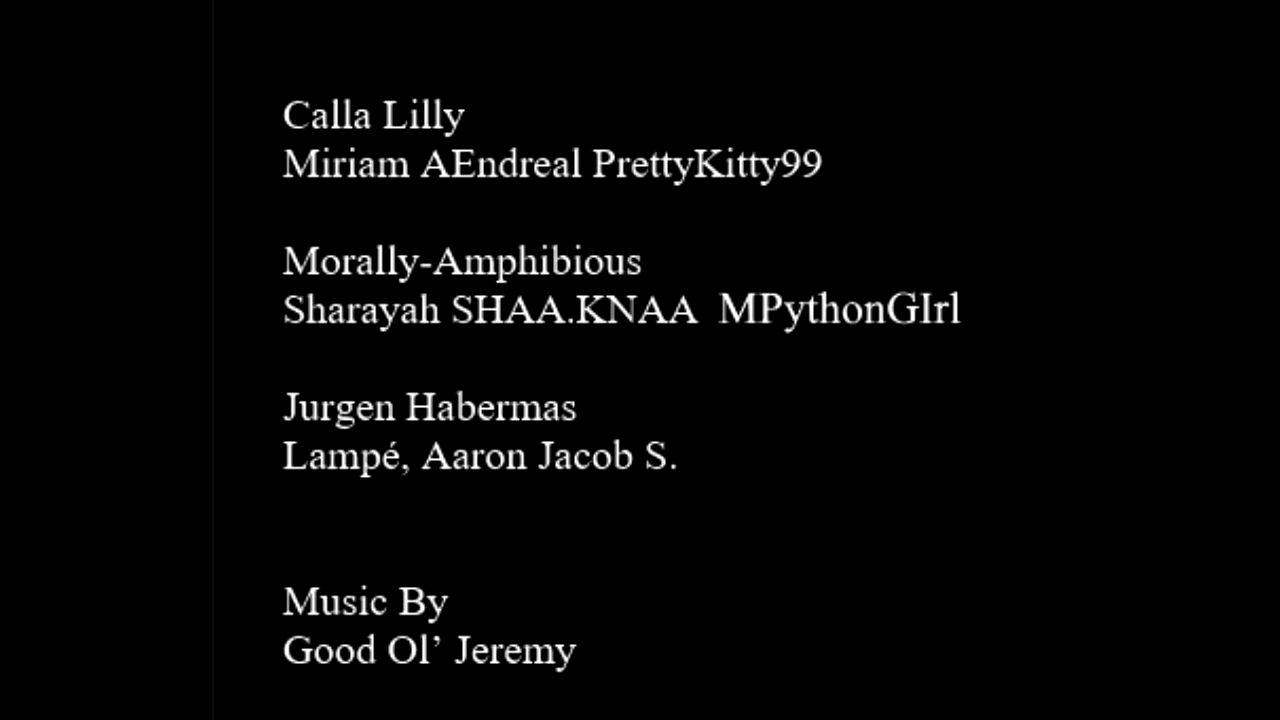 Calla Lilly
Miriam AEndreal PrettyKitty99
Morally-Amphibious
Sharayah SHAA.KNAA  MPythonGIrl
Jurgen Habermas
Lampé, Aaron Jacob S.
Music By
Good Ol’ Jeremy